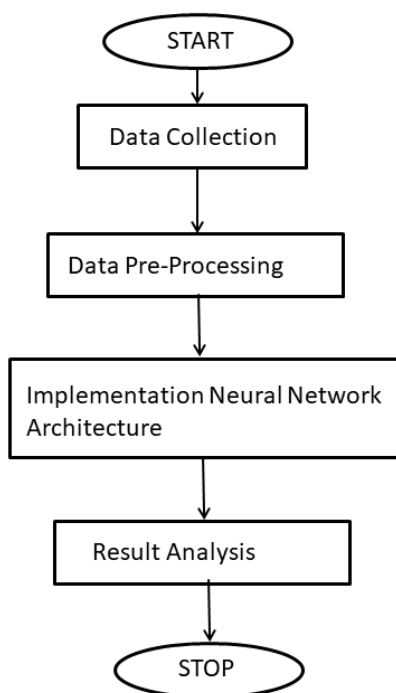 START
Data Collection
Data Pre-Processing
Implementation Neural Network
Architecture
Result Analysis
STOP